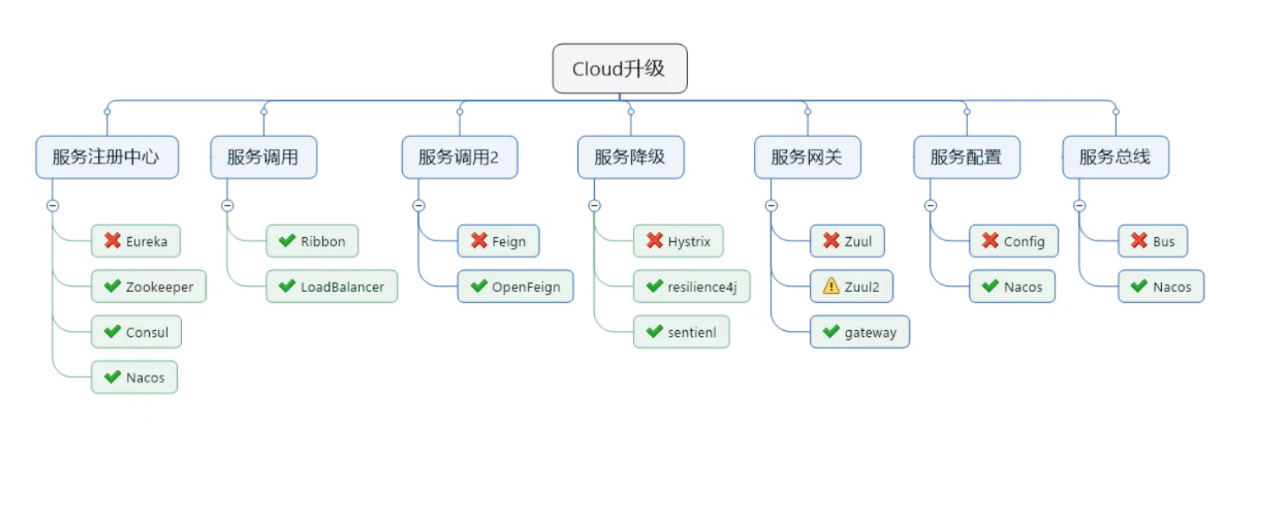 Cloud升级
服务注册中心
Eureka
Zookeeper
Consul
Nacos
服务调用
Ribbon
LoadBalancer
服务调用2
Feign
OpenFeign
服务降级
Hystrix
resilience4j
sentienl
服务网关
Zuul
Zuul2
gateway
服务配置
Config
Nacos
服务总线
Bus
Nacos